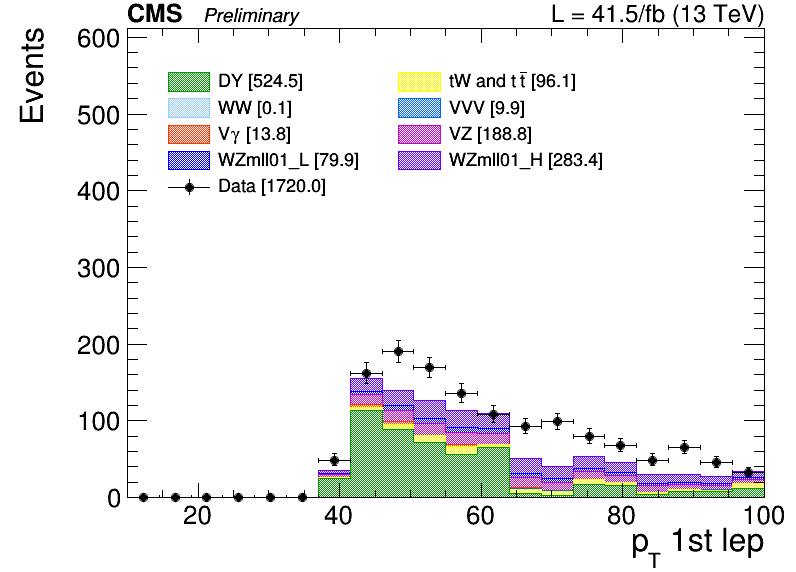 CMS Preliminary L = 41.5/fb (13 TeV)
Events
600
500
400
300
200
100
0
DY [524.5]
tW and tt̅ [96.1]
WW [0.1]
VVV [9.9]
Vγ [13.8]
VZ [188.8]
WZmll01_L [79.9]
WZmll01_H [283.4]
Data [1720.0]
20 40 60 80 100
p_T 1st lep